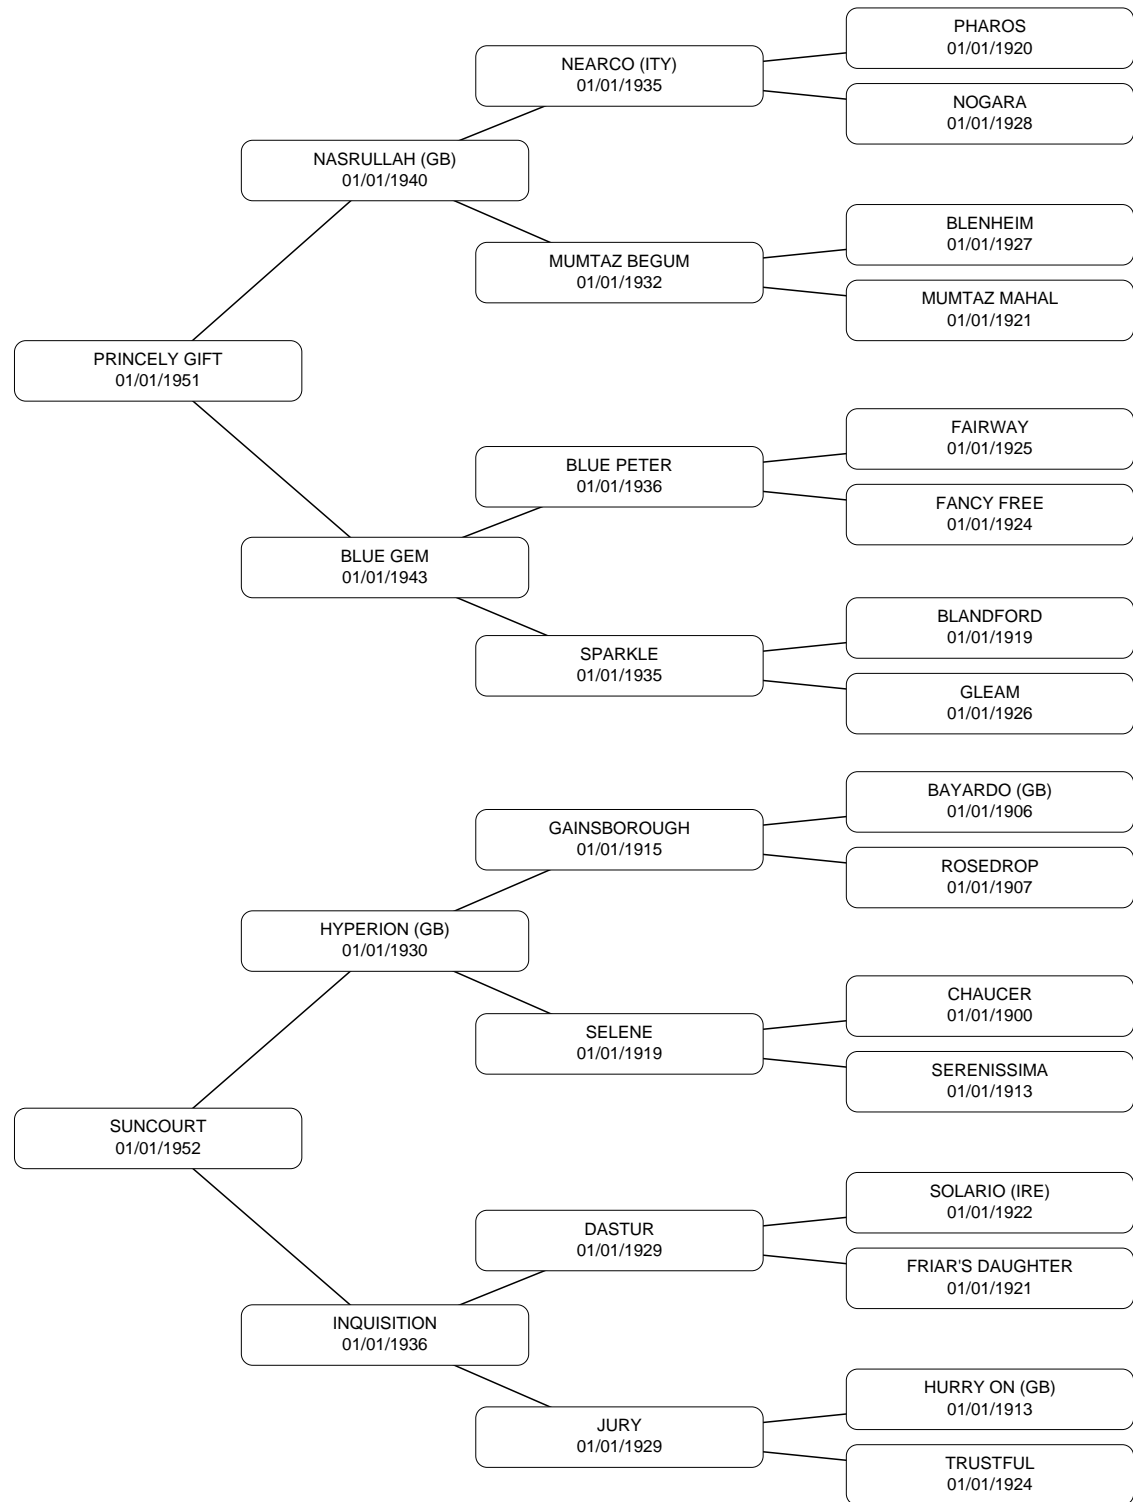 PHAROS
01/01/1920
NEARCO (ITY)
01/01/1935
NOGARA
01/01/1928
NASRULLAH (GB)
01/01/1940
BLENHEIM
01/01/1927
MUMTAZ BEGUM
01/01/1932
MUMTAZ MAHAL
01/01/1921
PRINCELY GIFT
01/01/1951
FAIRWAY
01/01/1925
BLUE PETER
01/01/1936
FANCY FREE
01/01/1924
BLUE GEM
01/01/1943
BLANDFORD
01/01/1919
SPARKLE
01/01/1935
GLEAM
01/01/1926
BAYARDO (GB)
01/01/1906
GAINSBOROUGH
01/01/1915
ROSEDROP
01/01/1907
HYPERION (GB)
01/01/1930
CHAUCER
01/01/1900
SELENE
01/01/1919
SERENISSIMA
01/01/1913
SUNCOURT
01/01/1952
SOLARIO (IRE)
01/01/1922
DASTUR
01/01/1929
FRIAR'S DAUGHTER
01/01/1921
INQUISITION
01/01/1936
HURRY ON (GB)
01/01/1913
JURY
01/01/1929
TRUSTFUL
01/01/1924